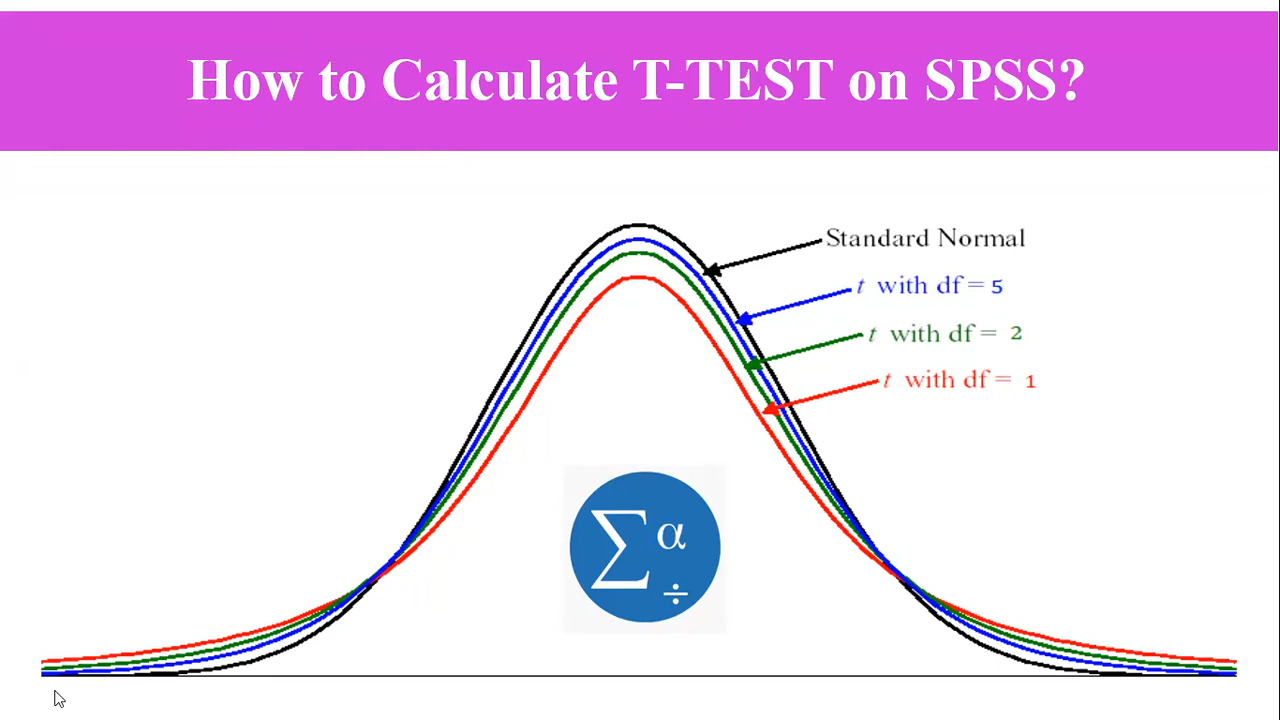 How to Calculate T-TEST on SPSS?
Standard Normal
t with df = 5
t with df = 2
t with df = 1
Σ α
÷